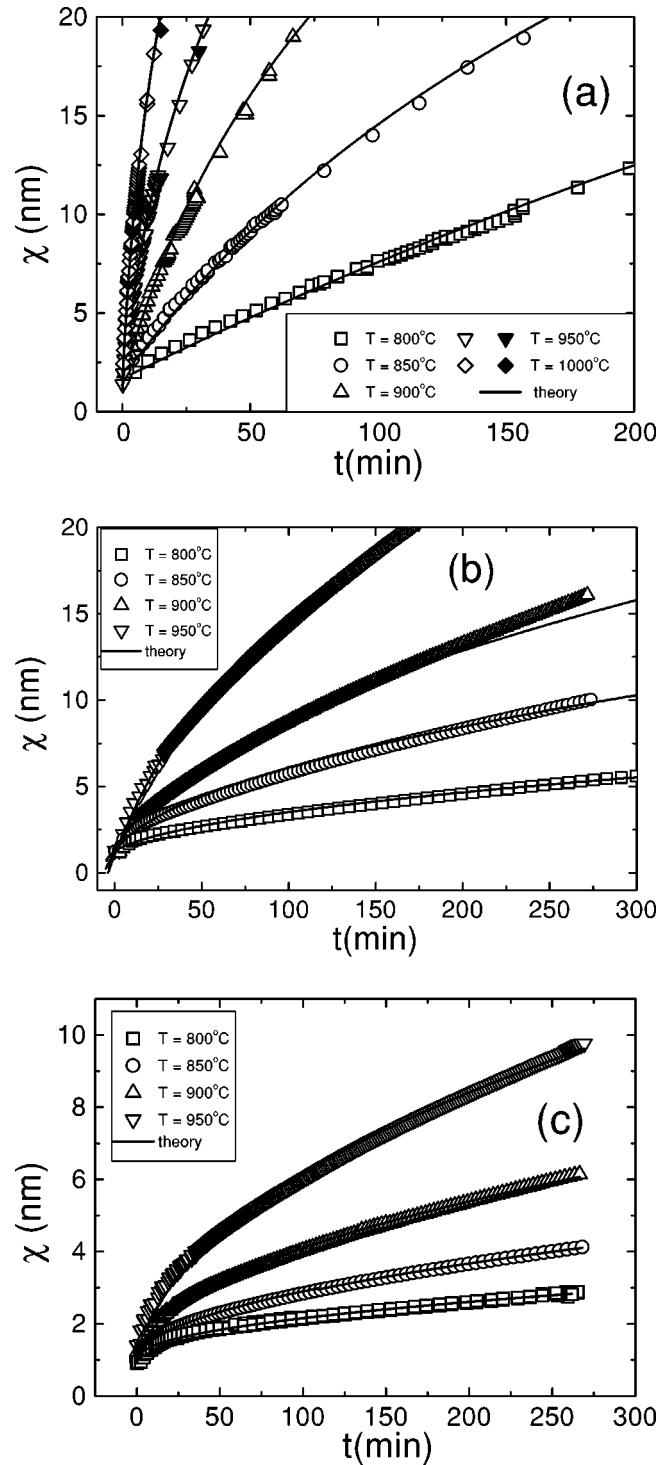 20
15
10
5
0
χ (nm)
(a)
T = 800°C
T = 950°C
T = 850°C
T = 1000°C
T = 900°C
theory
0 50 100 150 200
t(min)
20
15
10
5
0
χ (nm)
(b)
T = 800°C
T = 850°C
T = 900°C
T = 950°C
theory
0 50 100 150 200 250 300
t(min)
10
8
6
4
2
0
χ (nm)
(c)
T = 800°C
T = 850°C
T = 900°C
T = 950°C
theory
0 50 100 150 200 250 300
t(min)